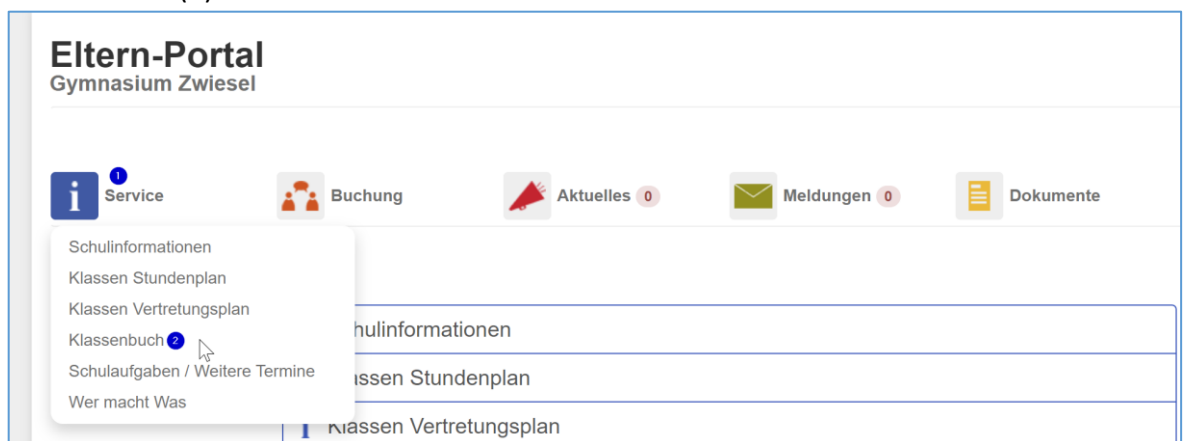 Eltern-Portal
Gymnasium Zwiesel
1
Service
Buchung
Aktuelles 0
Meldungen 0
Dokumente
Schulinformationen
Klassen Stundenplan
Klassen Vertretungsplan
Klassenbuch 2
Schulaufgaben / Weitere Termine
Wer macht Was
hulinformationen
assen Stundenplan
Klassen Vertretungsplan